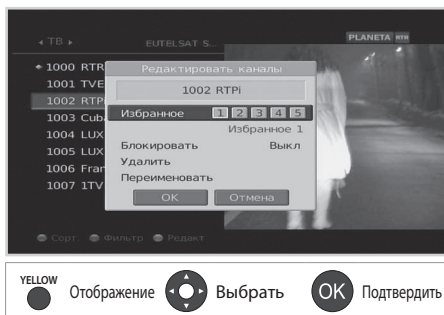 ◂ ТВ ▸ EUTELSAT S... PLANETA RTR
1000 RTR
1001 TVE
1002 RTPi
1003 Cub
1004 LUX
1005 LUX
1006 Fran
1007 1TV
Редактировать каналы
1002 RTPi
Избранное 1 2 3 4 5
Избранное 1
Блокировать Выкл
Удалить
Переименовать
OK Отмена
Сорт Фильтр Редакт
YELLOW Отображение Выбрать OK Подтвердить